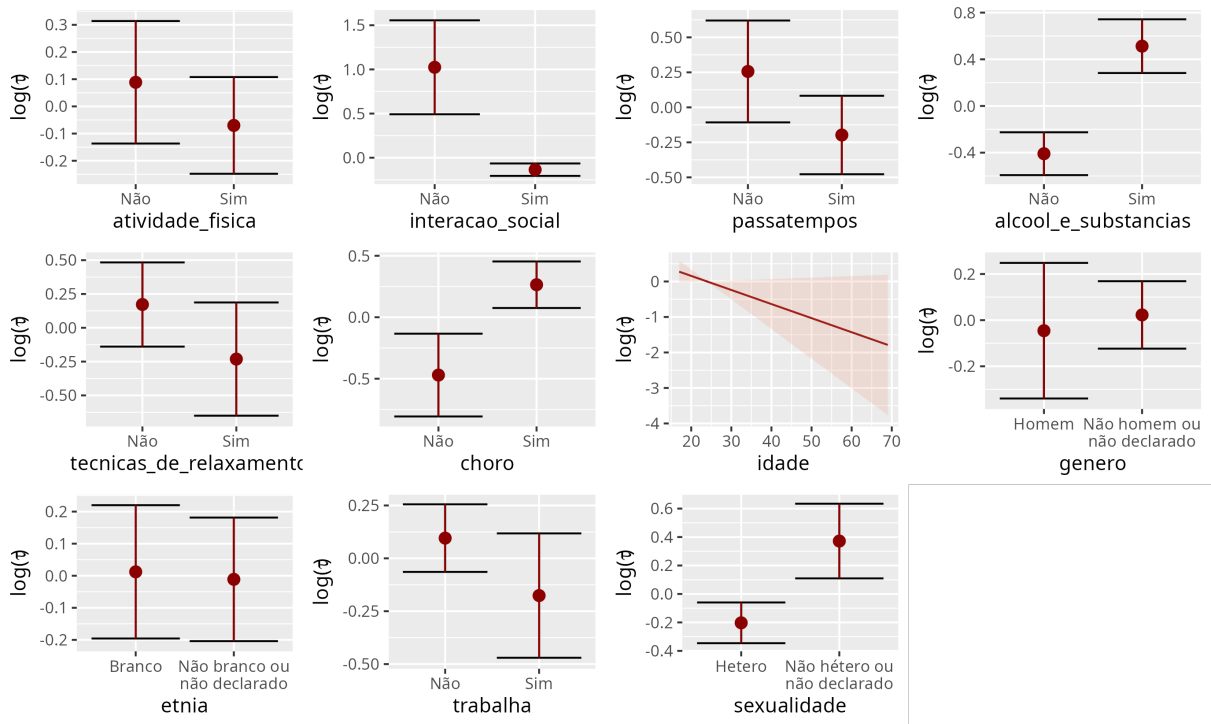 log(τ)
0.3
0.2
0.1
0.0
-0.1
-0.2
Não Sim
atividade_fisica
log(τ)
1.5
1.0
0.5
0.0
Não Sim
interacao_social
log(τ)
0.50
0.25
0.00
-0.25
-0.50
Não Sim
passatempos
log(τ)
0.8
0.4
0.0
-0.4
Não Sim
alcool_e_substancias
log(τ)
0.50
0.25
0.00
-0.25
-0.50
Não Sim
tecnicas_de_relaxamento
log(τ)
0.5
0.0
-0.5
Não Sim
choro
log(τ)
0
-1
-2
-3
-4
20 30 40 50 60 70
idade
log(τ)
0.2
0.0
-0.2
Homem Não homem ou
não declarado
genero
log(τ)
0.2
0.1
0.0
-0.1
-0.2
Branco Não branco ou
não declarado
etnia
log(τ)
0.25
0.00
-0.25
-0.50
Não Sim
trabalha
log(τ)
0.6
0.4
0.2
0.0
-0.2
-0.4
Hetero Não hétero ou
não declarado
sexualidade